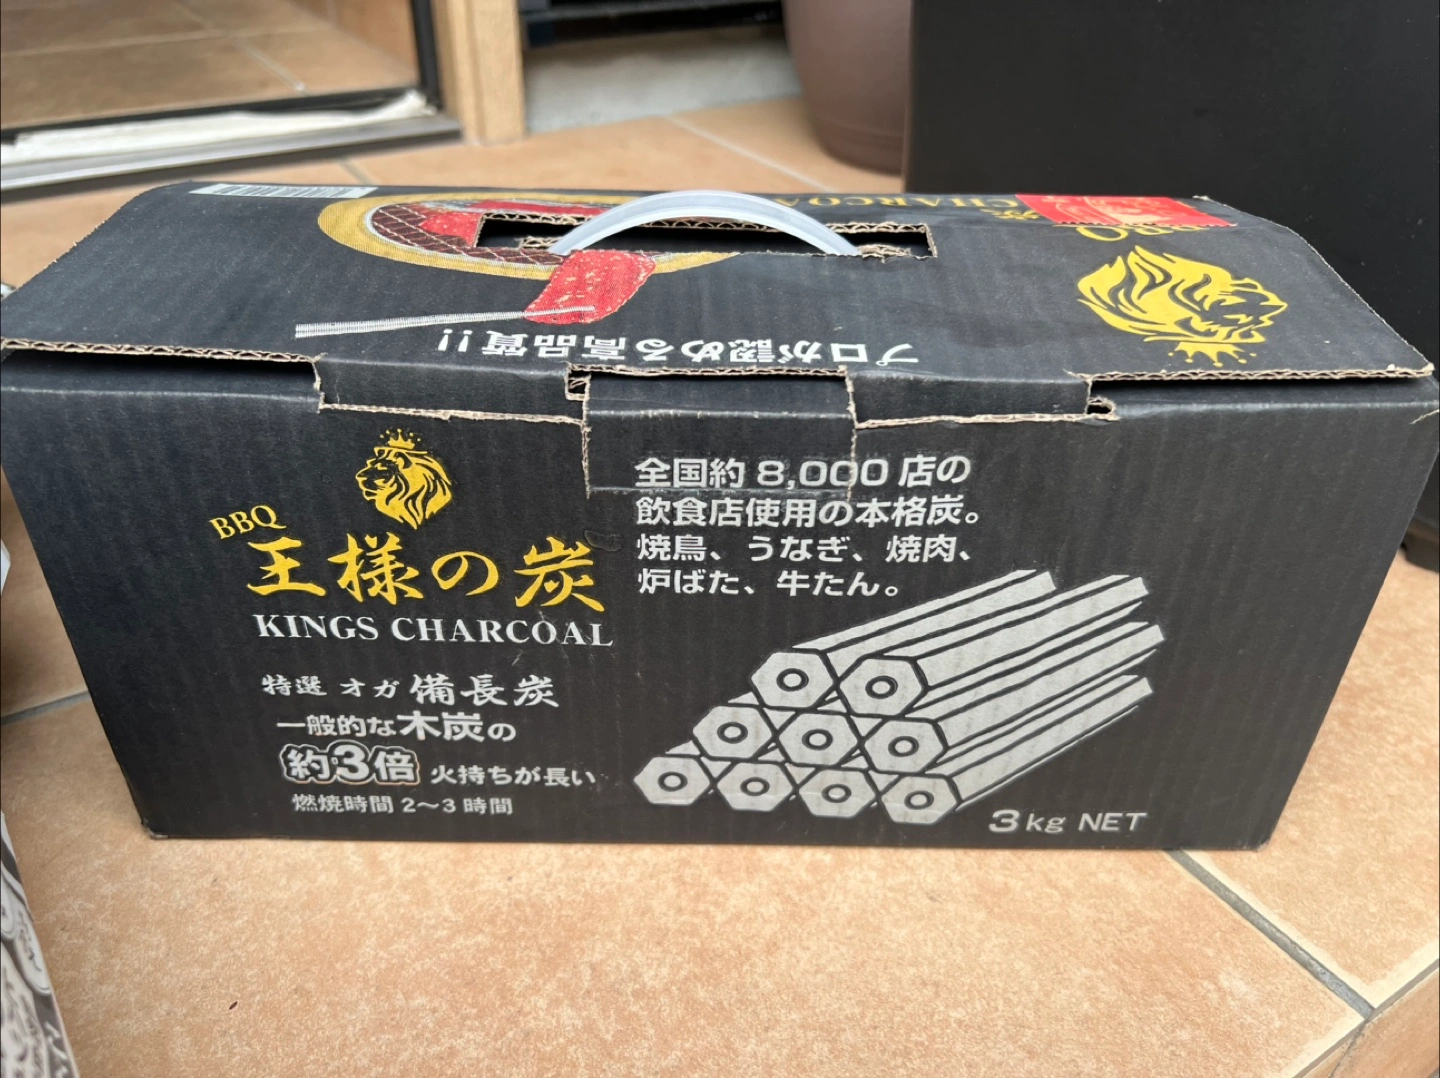 CHARCOA
プロが認める高品質!!
BBQ
王様の炭
KINGS CHARCOAL
特選 オガ備長炭
一般的な木炭の
約3倍 火持ちが長い
燃焼時間 2〜3 時間
全国約 8,000 店の
飲食店使用の本格炭。
焼鳥、うなぎ、焼肉、
炉ばた、牛たん。
3kg NET